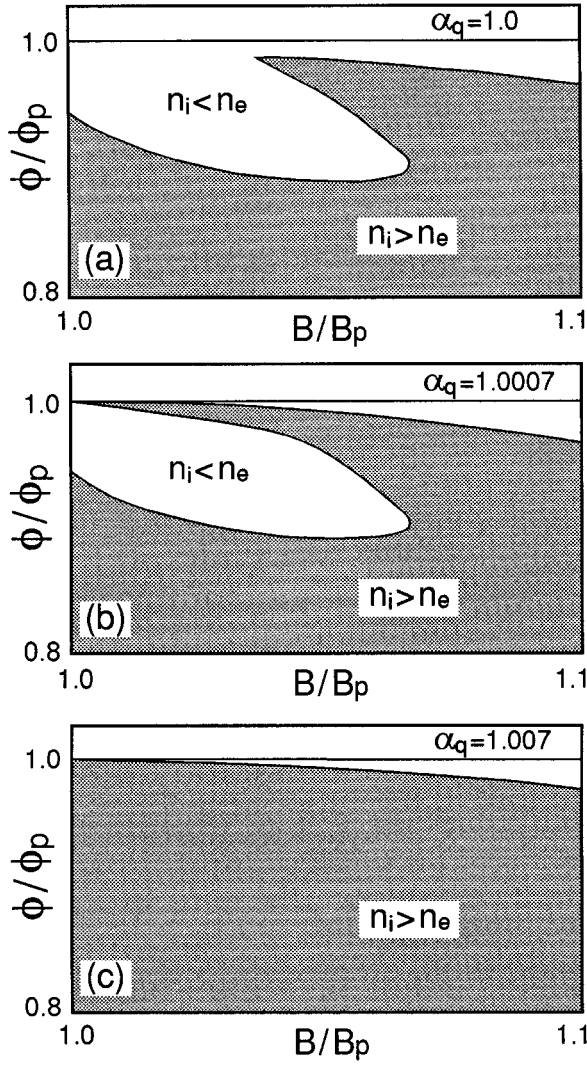 α_q=1.0
1.0
n_i<n_e
ϕ/ϕ_p
n_i>n_e
(a)
0.8
1.0
B/B_p
1.1
α_q=1.0007
1.0
n_i<n_e
ϕ/ϕ_p
n_i>n_e
(b)
0.8
1.0
B/B_p
1.1
α_q=1.007
1.0
ϕ/ϕ_p
n_i>n_e
(c)
0.8
1.0
B/B_p
1.1